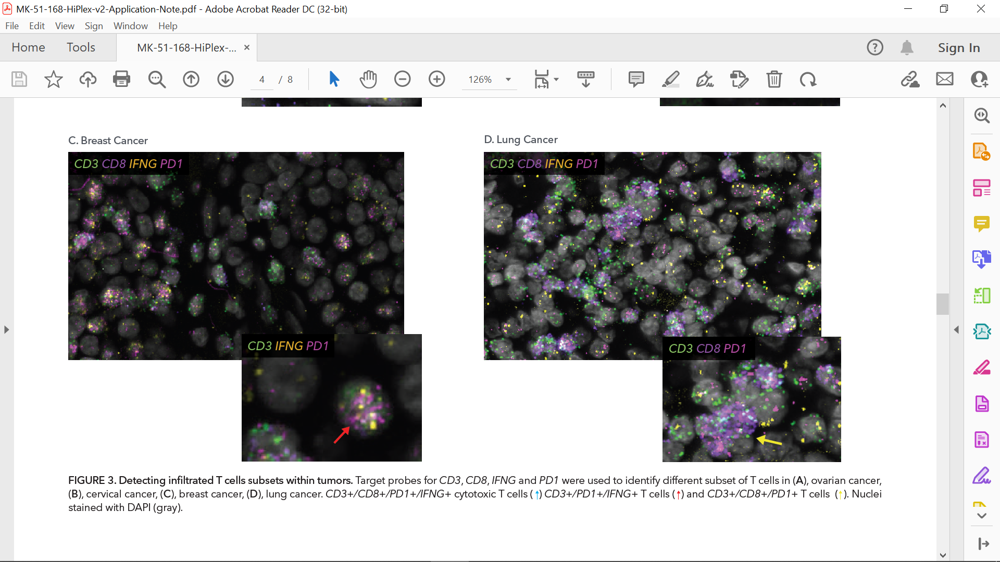 MK-51-168-HiPlex-v2-Application-Note.pdf - Adobe Acrobat Reader DC (32-bit)
File Edit View Sign Window Help
Home Tools MK-51-168-HiPlex-... × Sign In
4 / 8 126%
C. Breast Cancer
CD3 CD8 IFNG PD1
CD3 IFNG PD1
D. Lung Cancer
CD3 CD8 IFNG PD1
CD3 CD8 PD1
FIGURE 3. Detecting infiltrated T cells subsets within tumors. Target probes for CD3, CD8, IFNG and PD1 were used to identify different subset of T cells in (A), ovarian cancer,
(B), cervical cancer, (C), breast cancer, (D), lung cancer. CD3+/CD8+/PD1+/IFNG+ cytotoxic T cells (↑) CD3+/PD1+/IFNG+ T cells (↑) and CD3+/CD8+/PD1+ T cells (↑). Nuclei
stained with DAPI (gray).